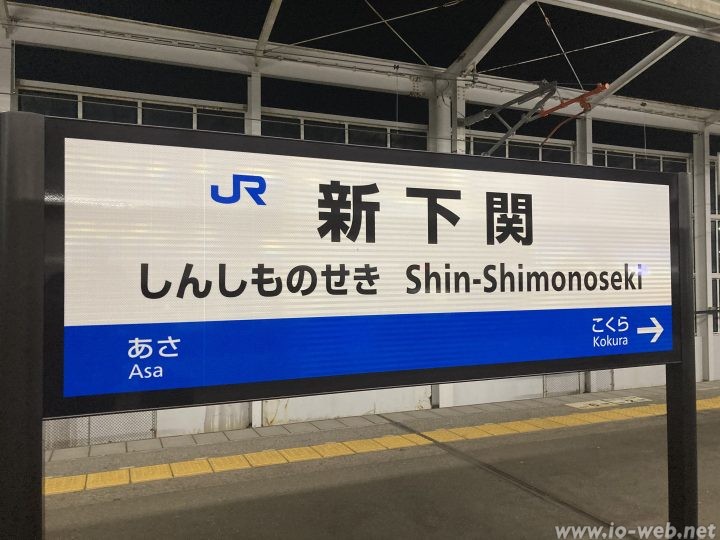 JR 新下関
しんしものせき Shin-Shimonoseki
あさ
Asa
こくら
Kokura →
www.io-web.net